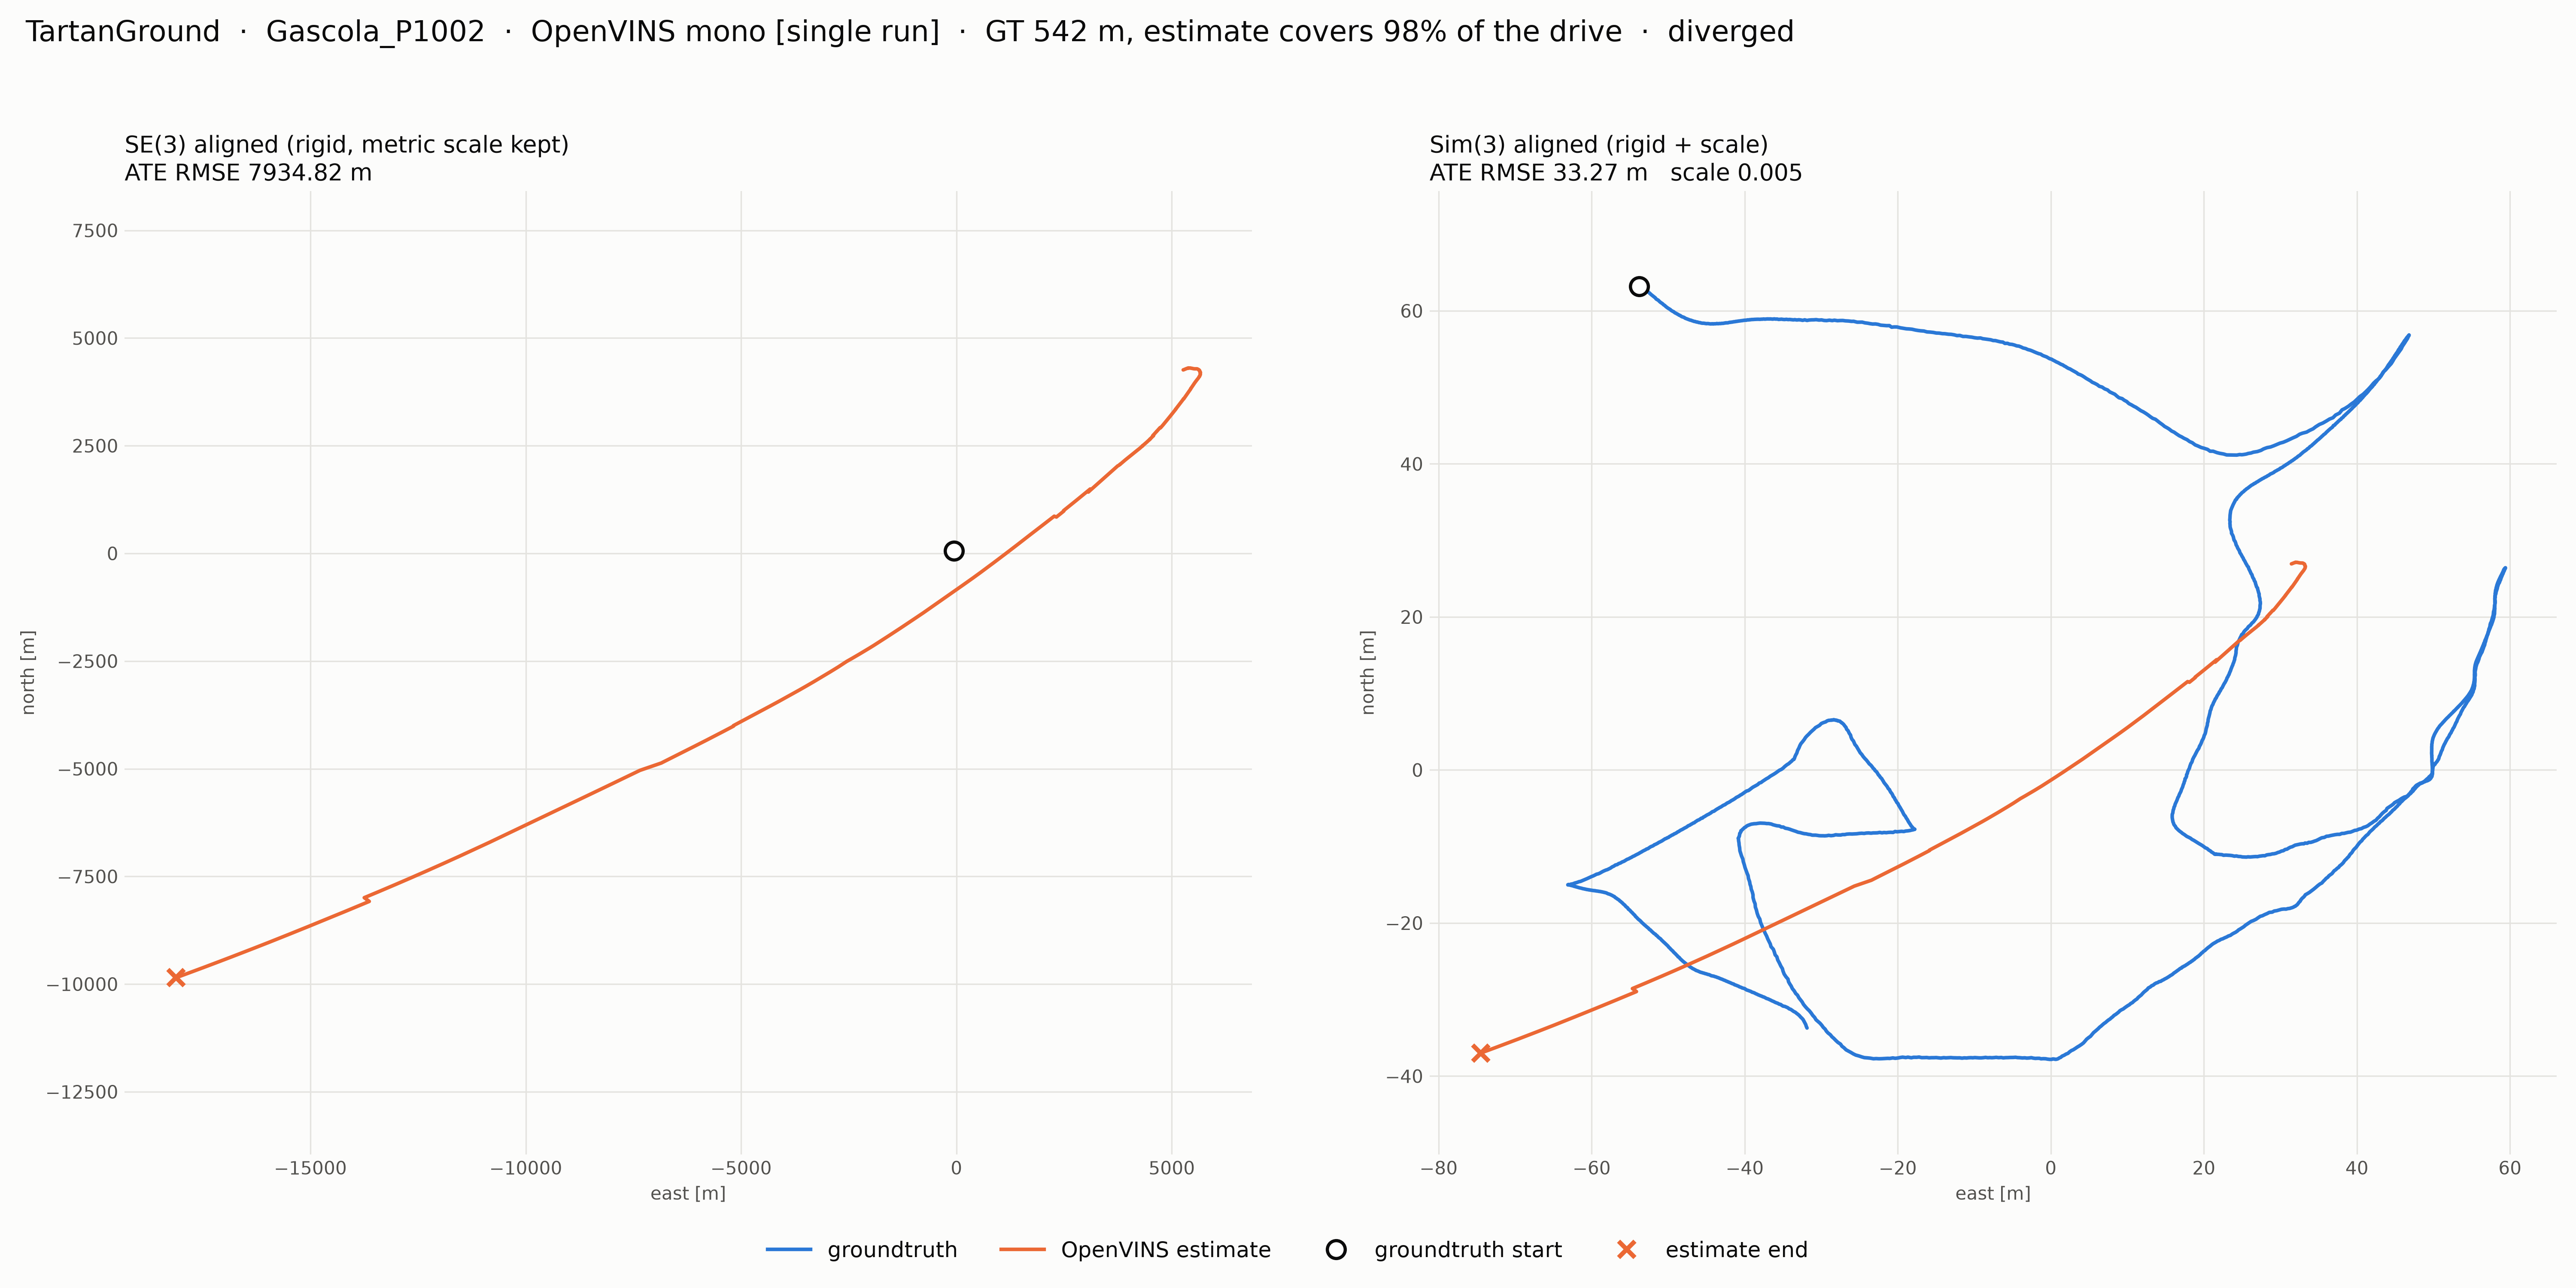 TartanGround · Gascola_P1002 · OpenVINS mono [single run] · GT 542 m, estimate covers 98% of the drive · diverged
SE(3) aligned (rigid, metric scale kept)
ATE RMSE 7934.82 m
7500
5000
2500
0
−2500
−5000
−7500
−10000
−12500
north [m]
−15000
−10000
−5000
0
5000
east [m]
Sim(3) aligned (rigid + scale)
ATE RMSE 33.27 m scale 0.005
60
40
20
0
−20
−40
north [m]
−80
−60
−40
−20
0
20
40
60
east [m]
groundtruth
OpenVINS estimate
groundtruth start
estimate end